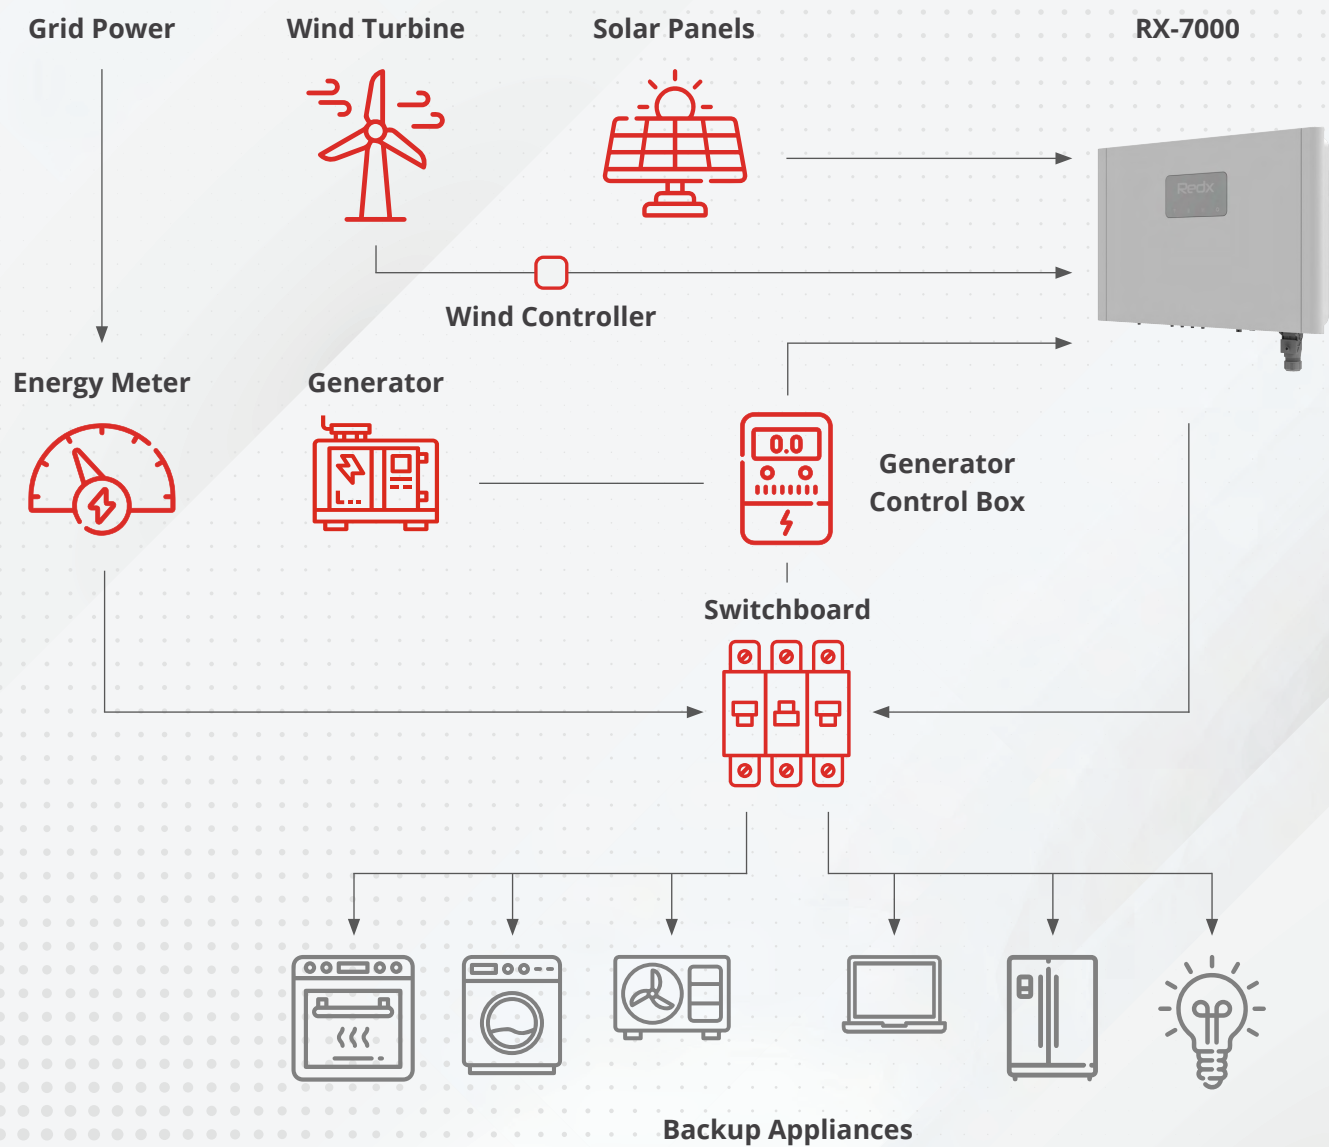 Grid Power
Wind Turbine
Solar Panels
RX-7000
Redx
Wind Controller
Energy Meter
Generator
0.0
Generator
Control Box
Switchboard
Backup Appliances